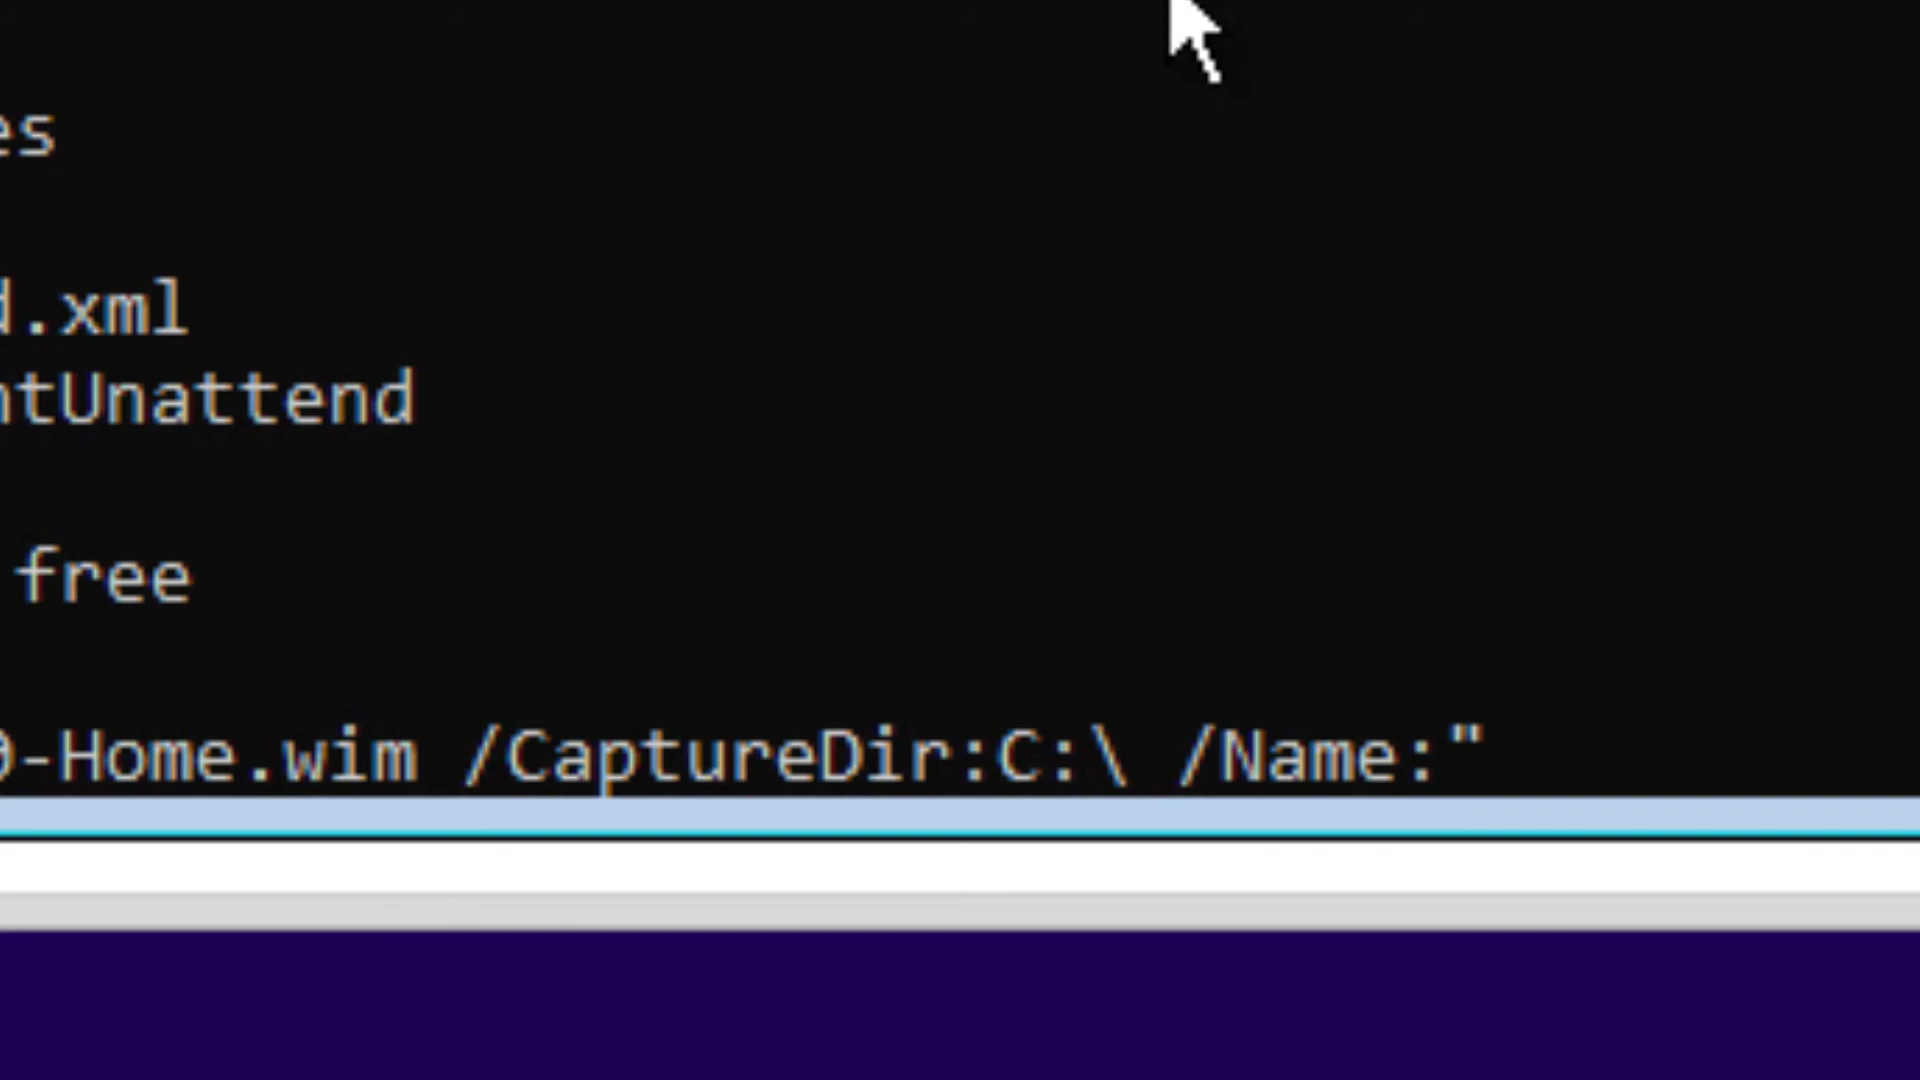 es
d.xml
ntUnattend
free
0-Home.wim /CaptureDir:C:\ /Name:"